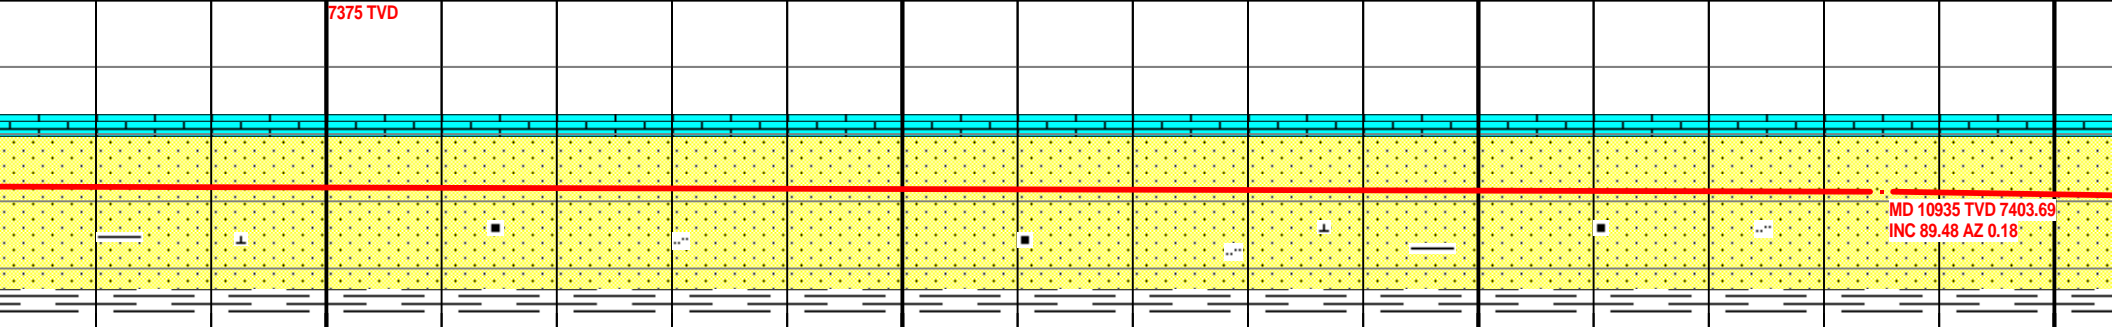 7375 TVD
MD 10935 TVD 7403.69
INC 89.48 AZ 0.18